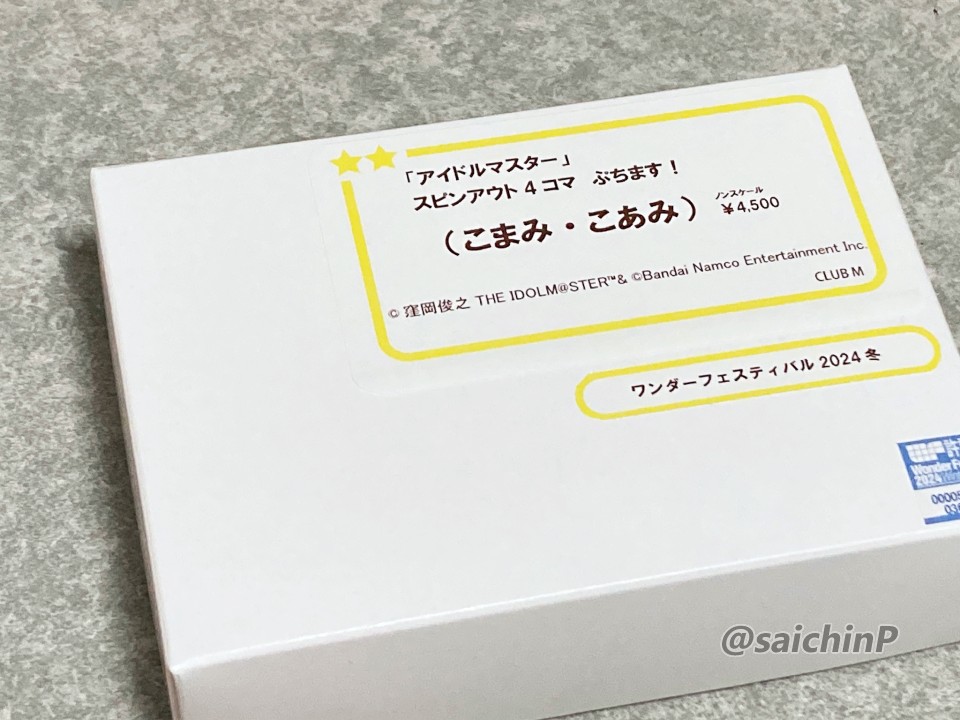 「アイドルマスター」
スピンアウト 4 コマ　ぷちます！
（こまみ・こあみ）
ノンスケール
￥4,500
© 窪岡俊之 THE IDOLM@STER™& ©Bandai Namco Entertainment Inc.
CLUB M
ワンダーフェスティバル 2024 冬
Wonder
2024
@saichinP